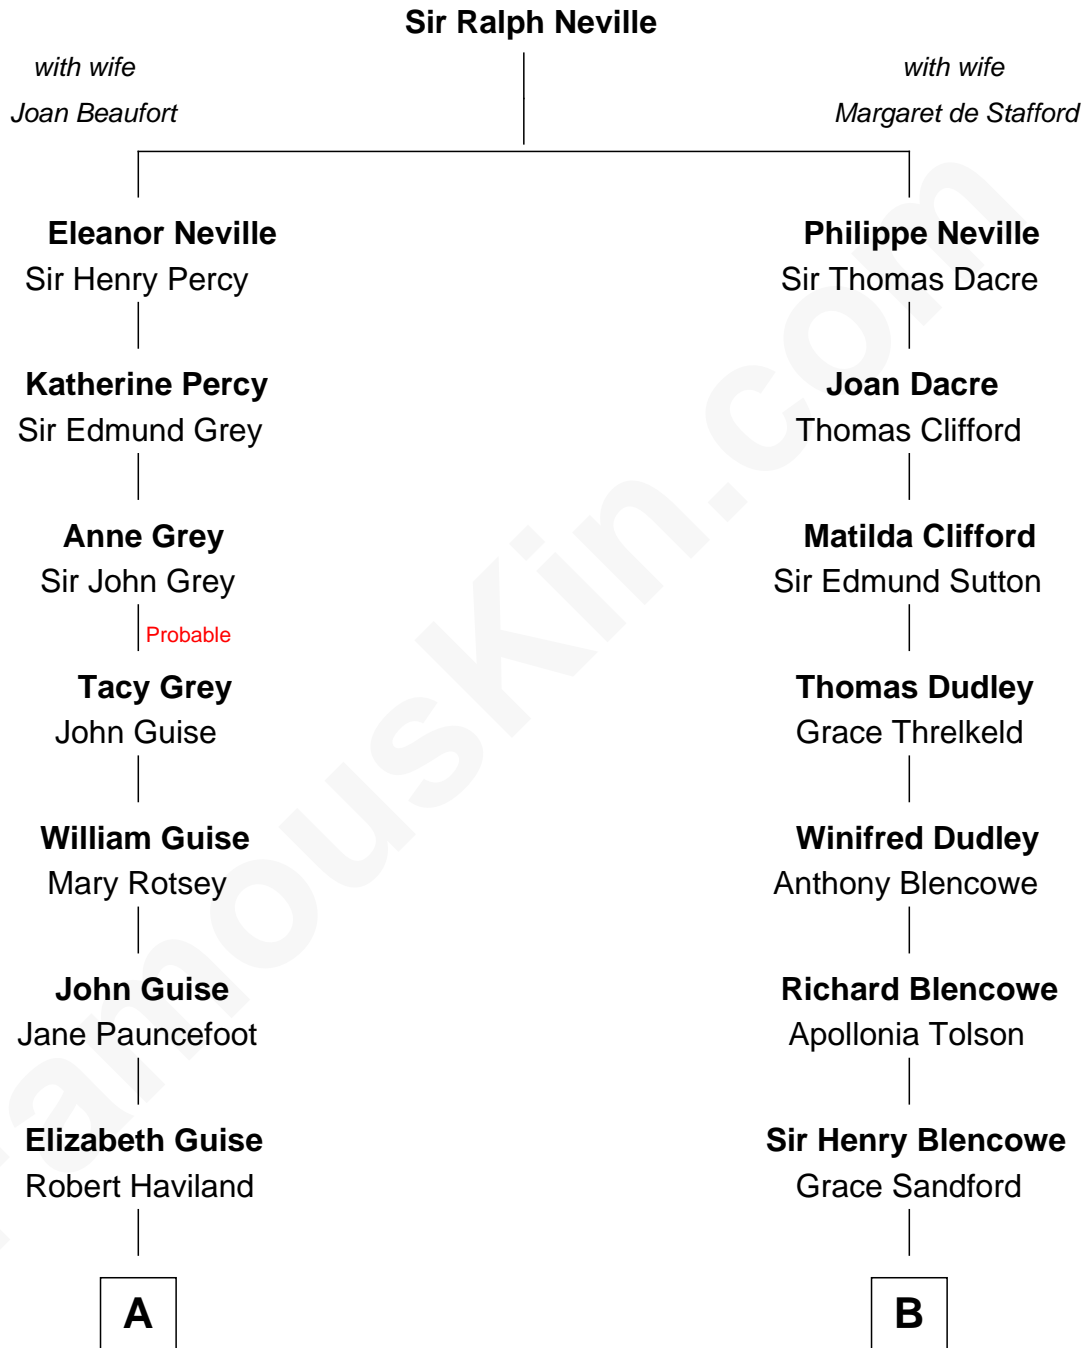 Sir Ralph Neville
with wife
Joan Beaufort
with wife
Margaret de Stafford
Eleanor Neville
Sir Henry Percy
Philippe Neville
Sir Thomas Dacre
Katherine Percy
Sir Edmund Grey
Joan Dacre
Thomas Clifford
Anne Grey
Sir John Grey
Matilda Clifford
Sir Edmund Sutton
Probable
Tacy Grey
John Guise
Thomas Dudley
Grace Threlkeld
William Guise
Mary Rotsey
Winifred Dudley
Anthony Blencowe
John Guise
Jane Pauncefoot
Richard Blencowe
Apollonia Tolson
Elizabeth Guise
Robert Haviland
Sir Henry Blencowe
Grace Sandford
A
B
FamousKin.com